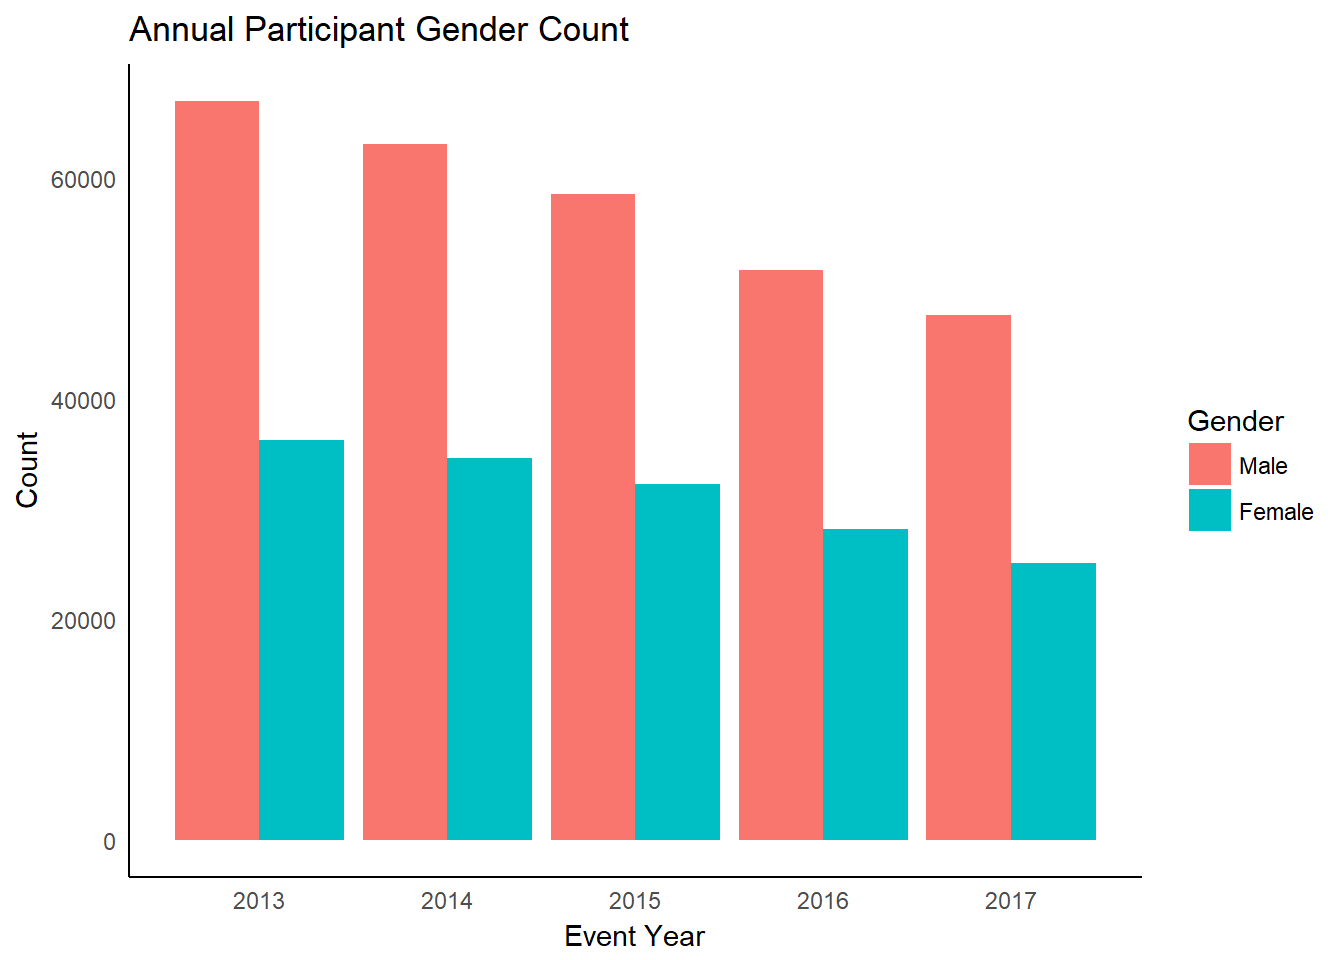 Annual Participant Gender Count
60000
40000
20000
0
Count
2013 2014 2015 2016 2017
Event Year
Gender
Male
Female